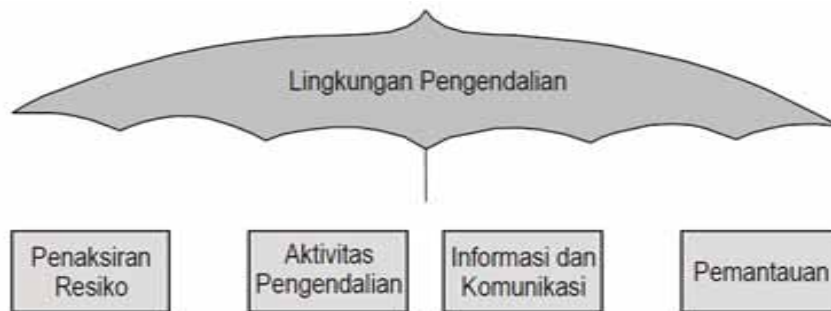 Lingkungan Pengendalian
Penaksiran
Resiko
Aktivitas
Pengendalian
Informasi dan
Komunikasi
Pemantauan